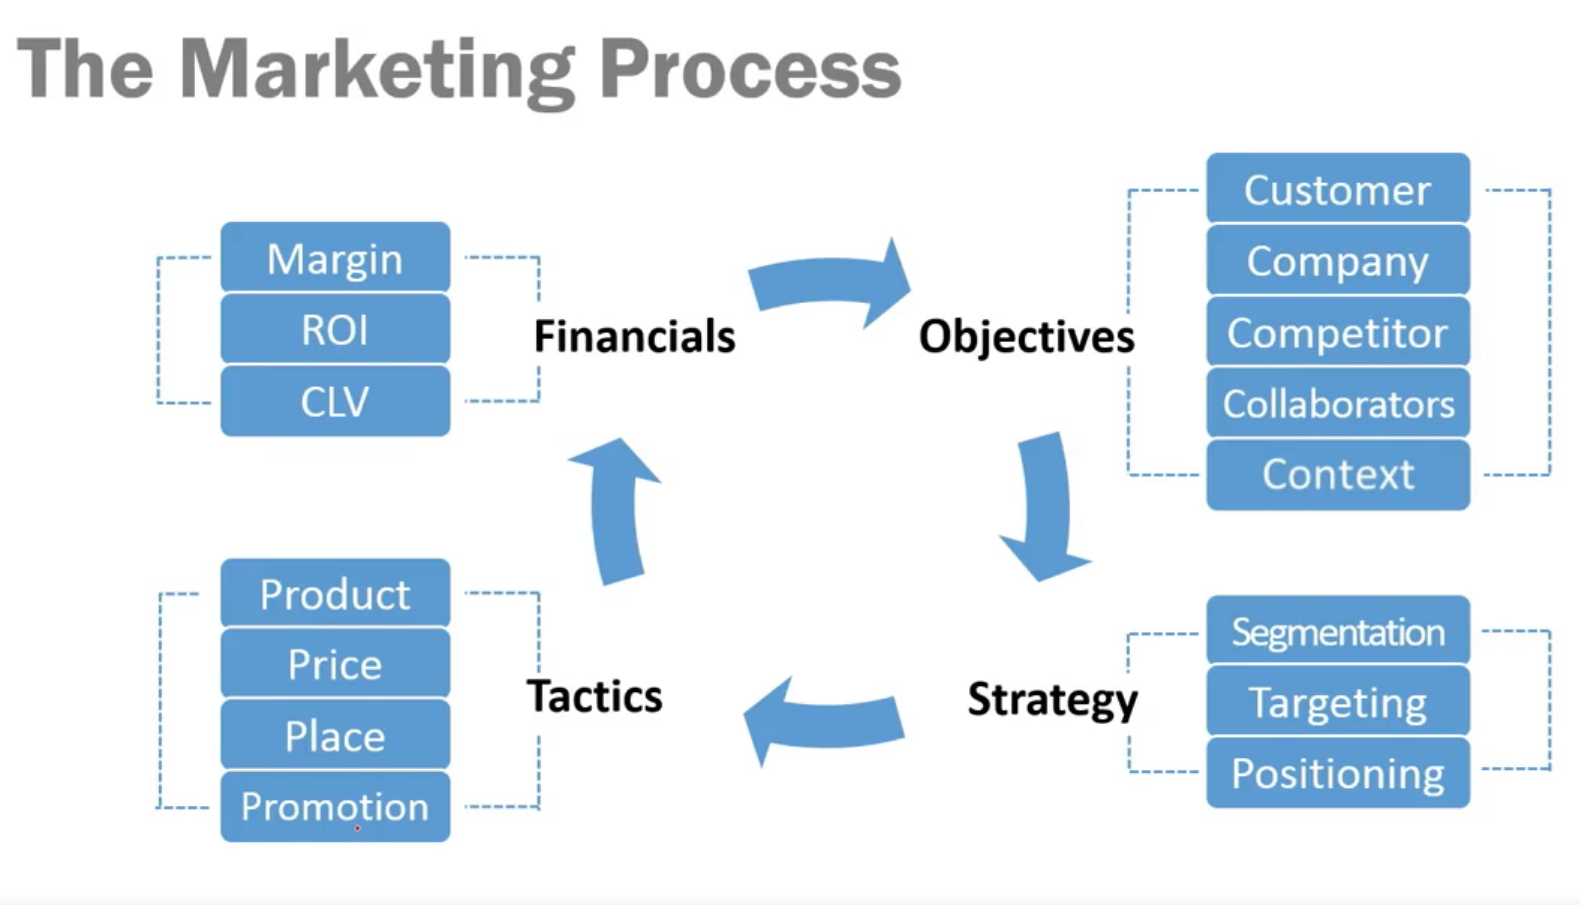 The Marketing Process
Margin
ROI
CLV
Financials
Objectives
Customer
Company
Competitor
Collaborators
Context
Product
Price
Place
Promotion
Tactics
Strategy
Segmentation
Targeting
Positioning